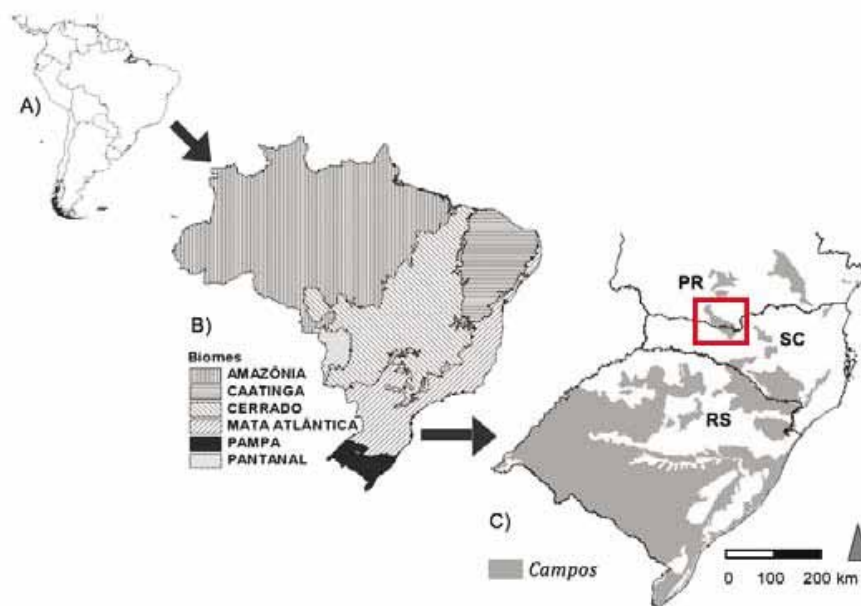 A)
B)
Biomes
AMAZÔNIA
CAATINGA
CERRADO
MATA ATLÂNTICA
PAMPA
PANTANAL
PR
SC
RS
C)
Campos
0 100 200 km